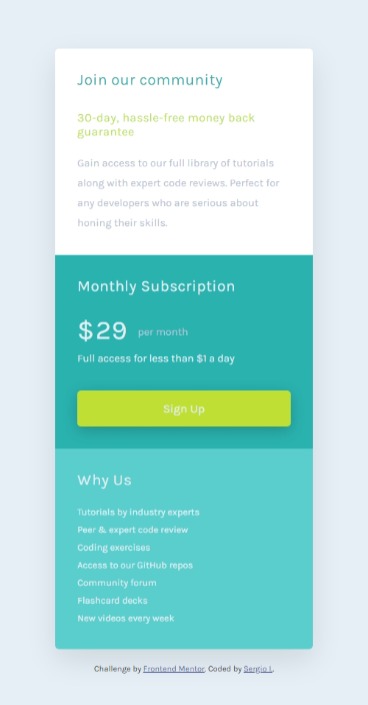 Join our community
30-day, hassle-free money back
guarantee
Gain access to our full library of tutorials
along with expert code reviews. Perfect for
any developers who are serious about
honing their skills.
Monthly Subscription
$29 per month
Full access for less than $1 a day
Sign Up
Why Us
Tutorials by industry experts
Peer & expert code review
Coding exercises
Access to our GitHub repos
Community forum
Flashcard decks
New videos every week
Challenge by Frontend Mentor. Coded by Sergio L.